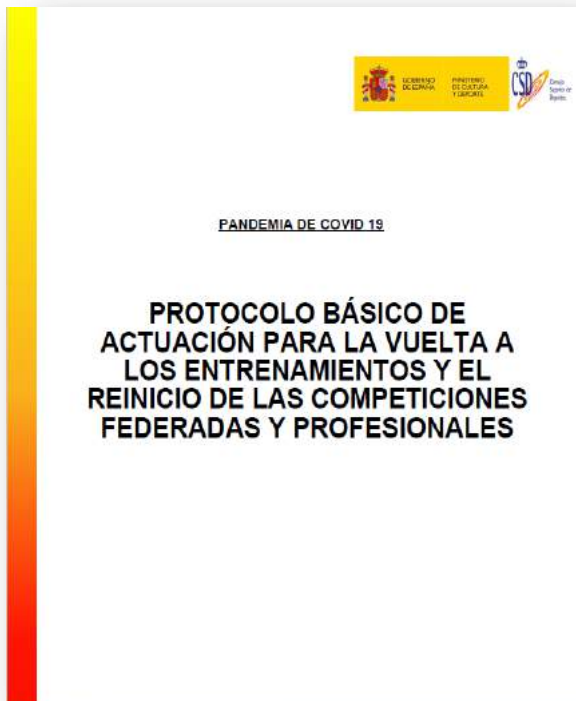 GOBIERNO MINISTERIO
DE ESPAÑA DE CULTURA
Y DEPORTE
CSD
Consejo
Superior de
Deportes
PANDEMIA DE COVID 19
PROTOCOLO BÁSICO DE
ACTUACIÓN PARA LA VUELTA A
LOS ENTRENAMIENTOS Y EL
REINICIO DE LAS COMPETICIONES
FEDERADAS Y PROFESIONALES